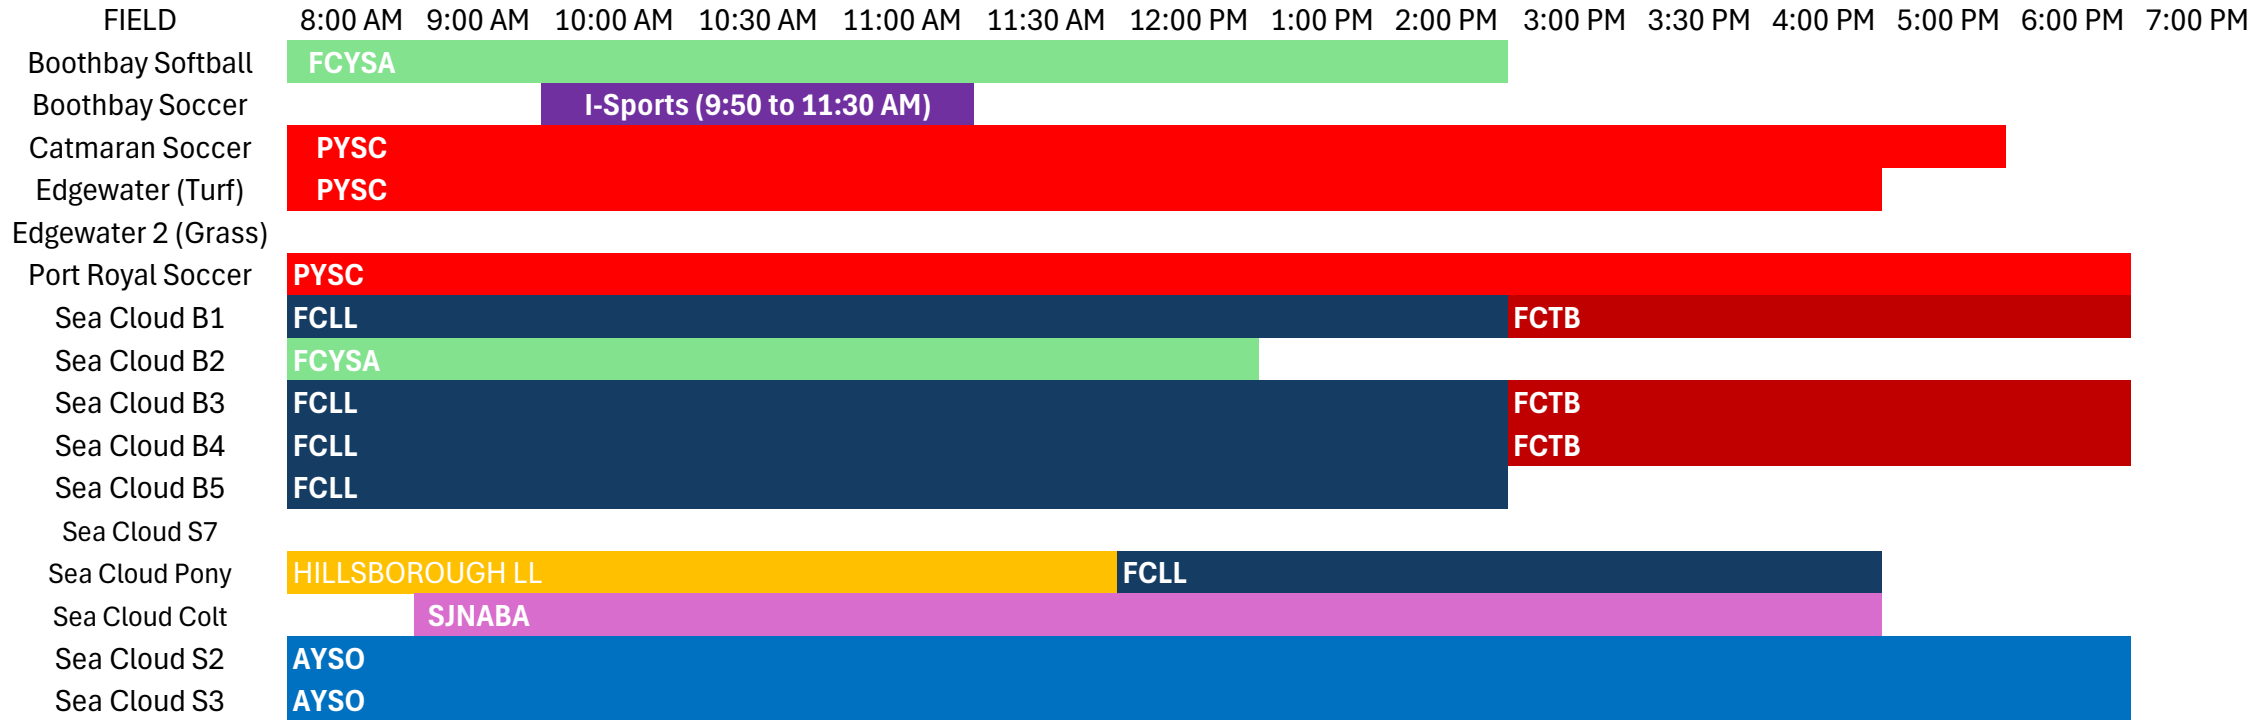 FIELD 8:00 AM 9:00 AM 10:00 AM 10:30 AM 11:00 AM 11:30 AM 12:00 PM 1:00 PM 2:00 PM 3:00 PM 3:30 PM 4:00 PM 5:00 PM 6:00 PM 7:00 PM
Boothbay Softball FCYSA
Boothbay Soccer I-Sports (9:50 to 11:30 AM)
Catmaran Soccer PYSC
Edgewater (Turf) PYSC
Edgewater 2 (Grass)
Port Royal Soccer PYSC
Sea Cloud B1 FCLL FCTB
Sea Cloud B2 FCYSA
Sea Cloud B3 FCLL FCTB
Sea Cloud B4 FCLL FCTB
Sea Cloud B5 FCLL
Sea Cloud S7
Sea Cloud Pony HILLSBOROUGH LL FCLL
Sea Cloud Colt SJNABA
Sea Cloud S2 AYSO
Sea Cloud S3 AYSO